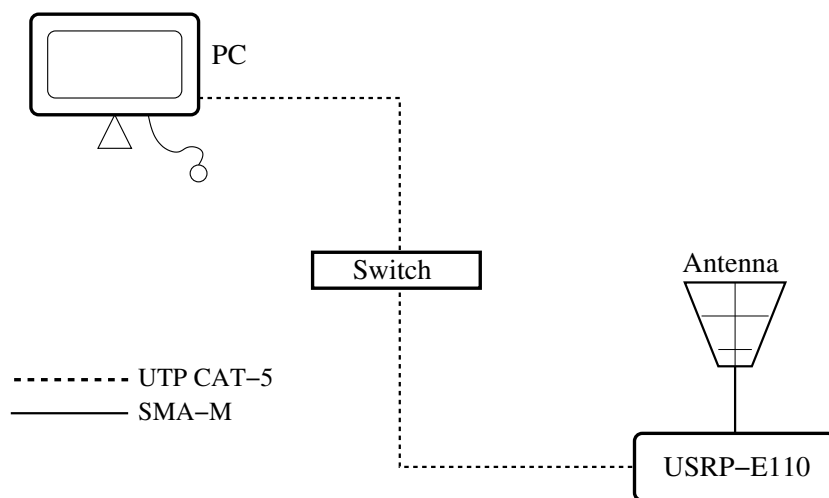 PC
Switch
Antenna
UTP CAT−5
SMA−M
USRP−E110